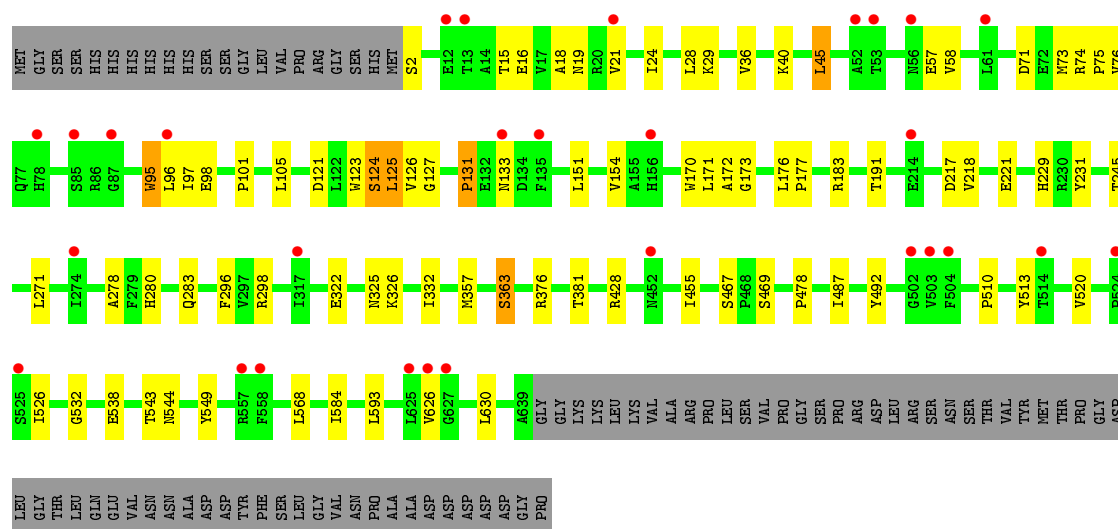 MET GLY SER SER HIS HIS HIS HIS HIS HIS SER SER GLY LEU VAL PRO ARG GLY SER HIS MET S2 E12 T13 A14 T15 E16 V17 A18 N19 R20 V21 I24 L28 K29 V36 K40 L45 A52 T53 N56 E57 V58 L61 D71 E72 M73 R74 P75 V76
Q77 H78 S85 R86 G87 W95 L96 I97 E98 P101 L105 D121 L122 W123 S124 L125 V126 G127 P131 E132 N133 D134 F135 L151 V154 A155 H156 W170 L171 A172 G173 L176 P177 R183 T191 E214 D217 V218 E221 H229 R230 Y231 T245
L271 I274 A278 F279 H280 Q283 F296 V297 R298 I317 E322 N325 K326 I332 M357 S363 R376 T381 R428 N452 I455 S467 P468 S469 P478 I487 Y492 G502 V503 F504 P510 Y513 T514 V520
S525 I526 G532 E538 T543 N544 Y549 R557 F558 L568 I584 L593 L625 V626 G627 L630 A639 GLY GLY LYS LYS LEU LYS VAL ALA ARG PRO LEU SER VAL PRO GLY SER PRO ARG ASP LEU ARG SER ASN SER THR VAL TYR MET THR PRO GLY ASP
LEU GLY THR LEU GLN GLU VAL ASN ASN ALA ASP ASP TYR PHE SER LEU GLY VAL ASN PRO ALA ALA ASP ASP ASP ASP GLY PRO